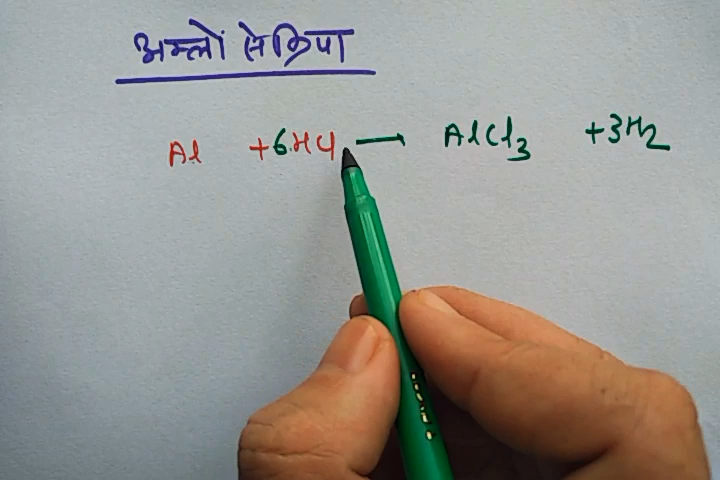 अम्लों से क्रिया
Al + 6HCl → AlCl3 + 3H2